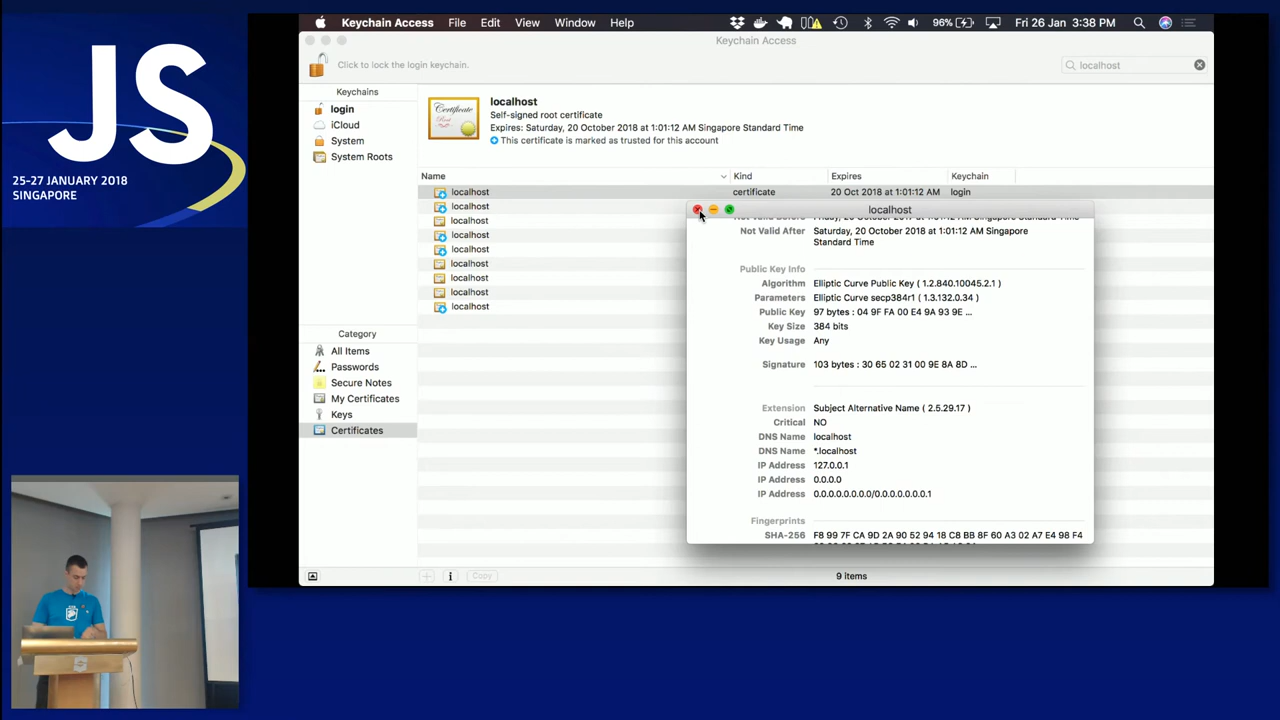 JS
25-27 JANUARY 2018
SINGAPORE
Keychain Access File Edit View Window Help
96% Fri 26 Jan 3:38 PM
Keychain Access
Click to lock the login keychain.
localhost
Keychains
login
iCloud
System
System Roots
localhost
Self-signed root certificate
Expires: Saturday, 20 October 2018 at 1:01:12 AM Singapore Standard Time
This certificate is marked as trusted for this account
Name Kind Expires Keychain
localhost certificate 20 Oct 2018 at 1:01:12 AM login
localhost
localhost
localhost
localhost
localhost
localhost
localhost
localhost
Category
All Items
Passwords
Secure Notes
My Certificates
Keys
Certificates
localhost
Not Valid After Saturday, 20 October 2018 at 1:01:12 AM Singapore
Standard Time
Public Key Info
Algorithm Elliptic Curve Public Key ( 1.2.840.10045.2.1 )
Parameters Elliptic Curve secp384r1 ( 1.3.132.0.34 )
Public Key 97 bytes : 04 9F FA 00 E4 9A 93 9E ...
Key Size 384 bits
Key Usage Any
Signature 103 bytes : 30 65 02 31 00 9E 8A 8D ...
Extension Subject Alternative Name ( 2.5.29.17 )
Critical NO
DNS Name localhost
DNS Name *.localhost
IP Address 127.0.0.1
IP Address 0.0.0.0
IP Address 0.0.0.0.0.0.0.0/0.0.0.0.0.0.0.1
Fingerprints
SHA-256 F8 99 7F CA 9D 2A 90 52 94 18 C8 BB 8F 60 A3 02 A7 E4 98 F4
Copy
9 items